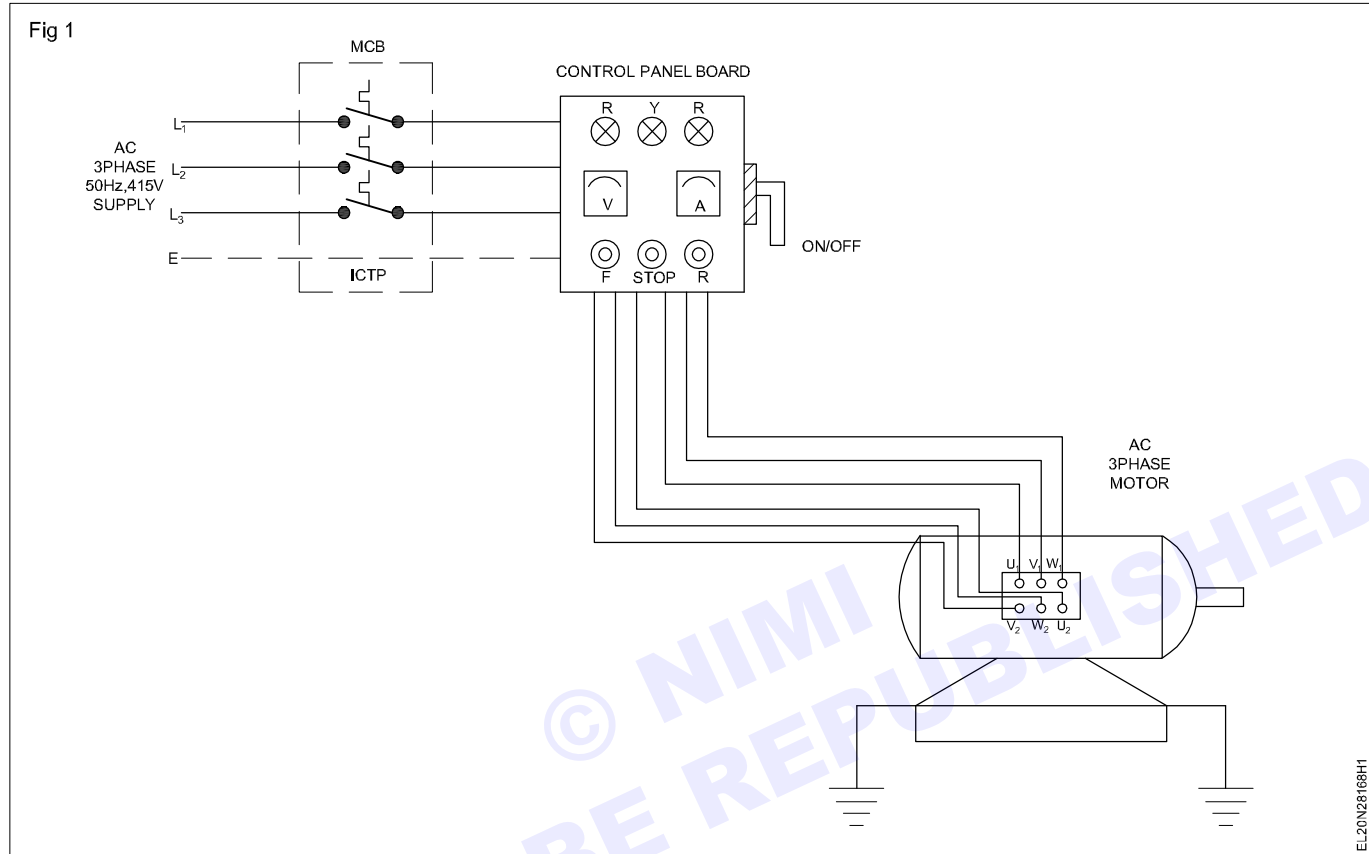 Fig 1
MCB
CONTROL PANEL BOARD
R Y R
L1
AC
3PHASE
50Hz,415V
SUPPLY
L2
L3
E
ICTP
V A
ON/OFF
F STOP R
AC
3PHASE
MOTOR
U1 V1 W1
V2 W2 U2
© NIMI
BE REPUBLISHED
EL20N28168H1